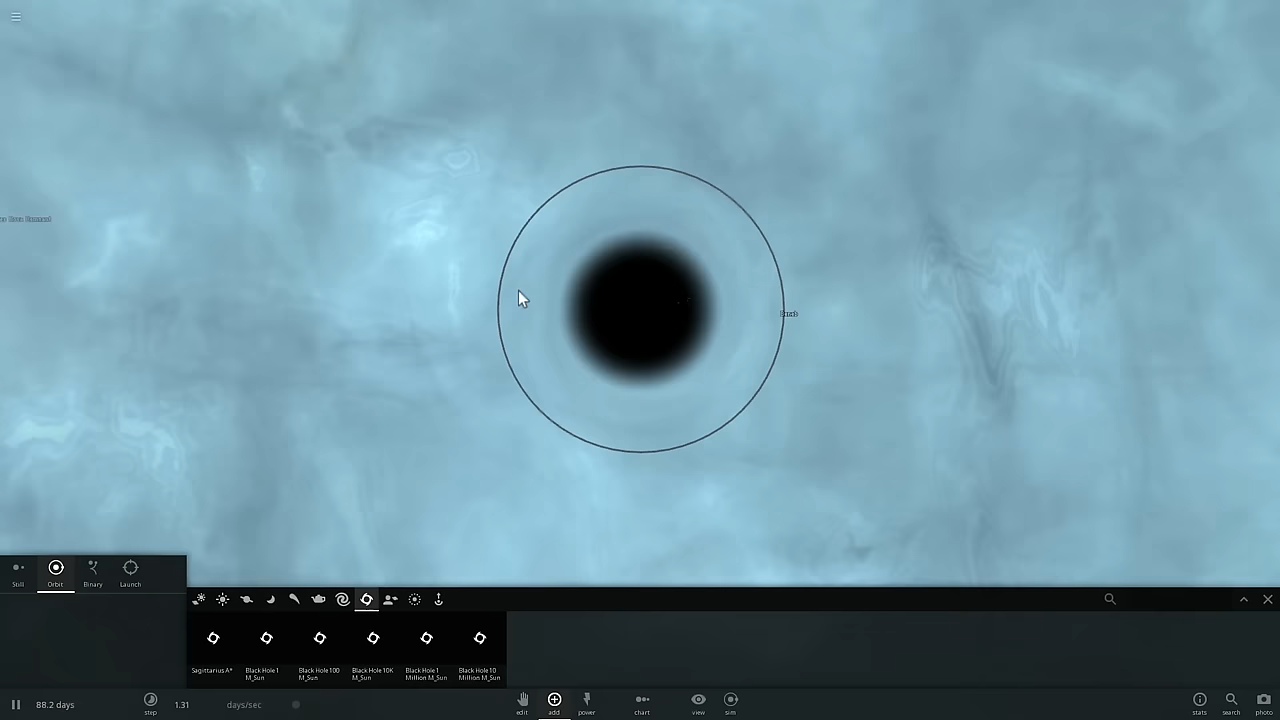 Still
Orbit
Binary
Launch
Sagittarius A*
Black Hole 1
M_Sun
Black Hole 100
M_Sun
Black Hole 10K
M_Sun
Black Hole 1
Million M_Sun
Black Hole 10
Million M_Sun
88.2 days
step
1.31
days/sec
edit
add
power
chart
view
sim
stats
search
photo